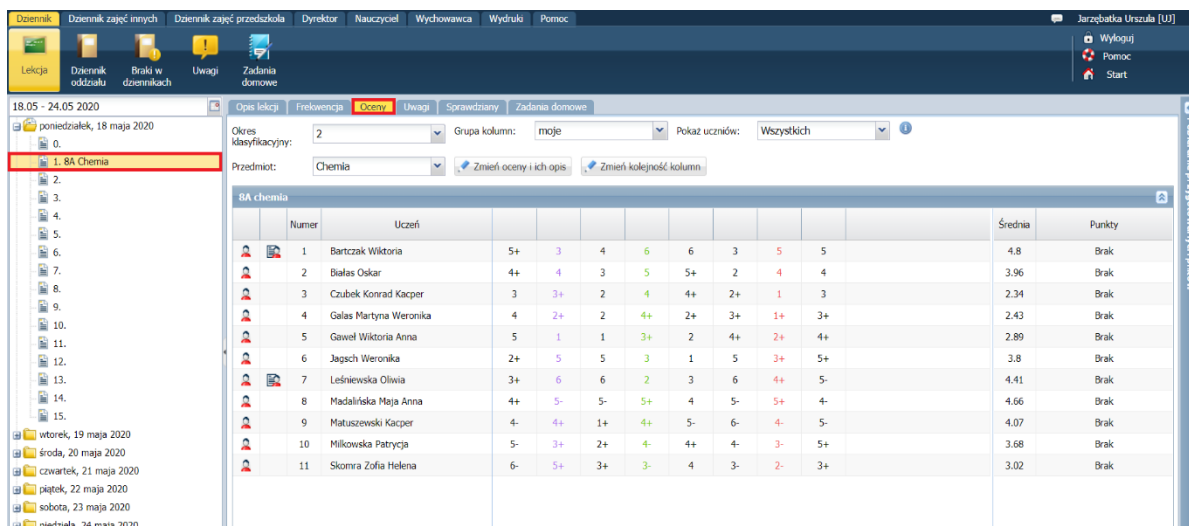 Dziennik Dziennik zajęć innych Dziennik zajęć przedszkola Dyrektor Nauczyciel Wychowawca Wydruki Pomoc Jarzębatka Urszula [UJ]
Lekcja Dziennik oddziału Braki w dziennikach Uwagi Zadania domowe
Wyloguj
Pomoc
Start
18.05 - 24.05 2020
poniedziałek, 18 maja 2020
0.
1. 8A Chemia
2.
3.
4.
5.
6.
7.
8.
9.
10.
11.
12.
13.
14.
15.
wtorek, 19 maja 2020
środa, 20 maja 2020
czwartek, 21 maja 2020
piątek, 22 maja 2020
sobota, 23 maja 2020
niedziela, 24 maja 2020
Opis lekcji Frekwencja Oceny Uwagi Sprawdziany Zadania domowe
Okres klasyfikacyjny: 2 Grupa kolumn: moje Pokaż uczniów: Wszystkich
Przedmiot: Chemia Zmień oceny i ich opis Zmień kolejność kolumn
8A chemia
Numer Uczeń Średnia Punkty
1 Bartczak Wiktoria 5+ 3 4 6 6 3 5 5 4.8 Brak
2 Białas Oskar 4+ 4 3 5 5+ 2 4 4 3.96 Brak
3 Czubek Konrad Kacper 3 3+ 2 4 4+ 2+ 1 3 2.34 Brak
4 Galas Martyna Weronika 4 2+ 2 4+ 2+ 3+ 1+ 3+ 2.43 Brak
5 Gaweł Wiktoria Anna 5 1 1 3+ 2 4+ 2+ 4+ 2.89 Brak
6 Jagsch Weronika 2+ 5 5 3 1 5 3+ 5+ 3.8 Brak
7 Leśniewska Oliwia 3+ 6 6 2 3 6 4+ 5- 4.41 Brak
8 Madalińska Maja Anna 4+ 5- 5- 5+ 4 5- 5+ 4- 4.66 Brak
9 Matuszewski Kacper 4- 4+ 1+ 4+ 5- 6- 4- 5- 4.07 Brak
10 Milkowska Patrycja 5- 3+ 2+ 4- 4+ 4- 3- 5+ 3.68 Brak
11 Skomra Zofia Helena 6- 5+ 3+ 3- 4 3- 2- 3+ 3.02 Brak